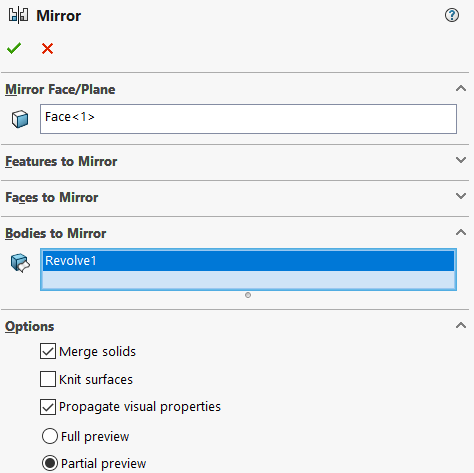 Mirror
Mirror Face/Plane
Face<1>
Features to Mirror
Faces to Mirror
Bodies to Mirror
Revolve1
Options
Merge solids
Knit surfaces
Propagate visual properties
Full preview
Partial preview